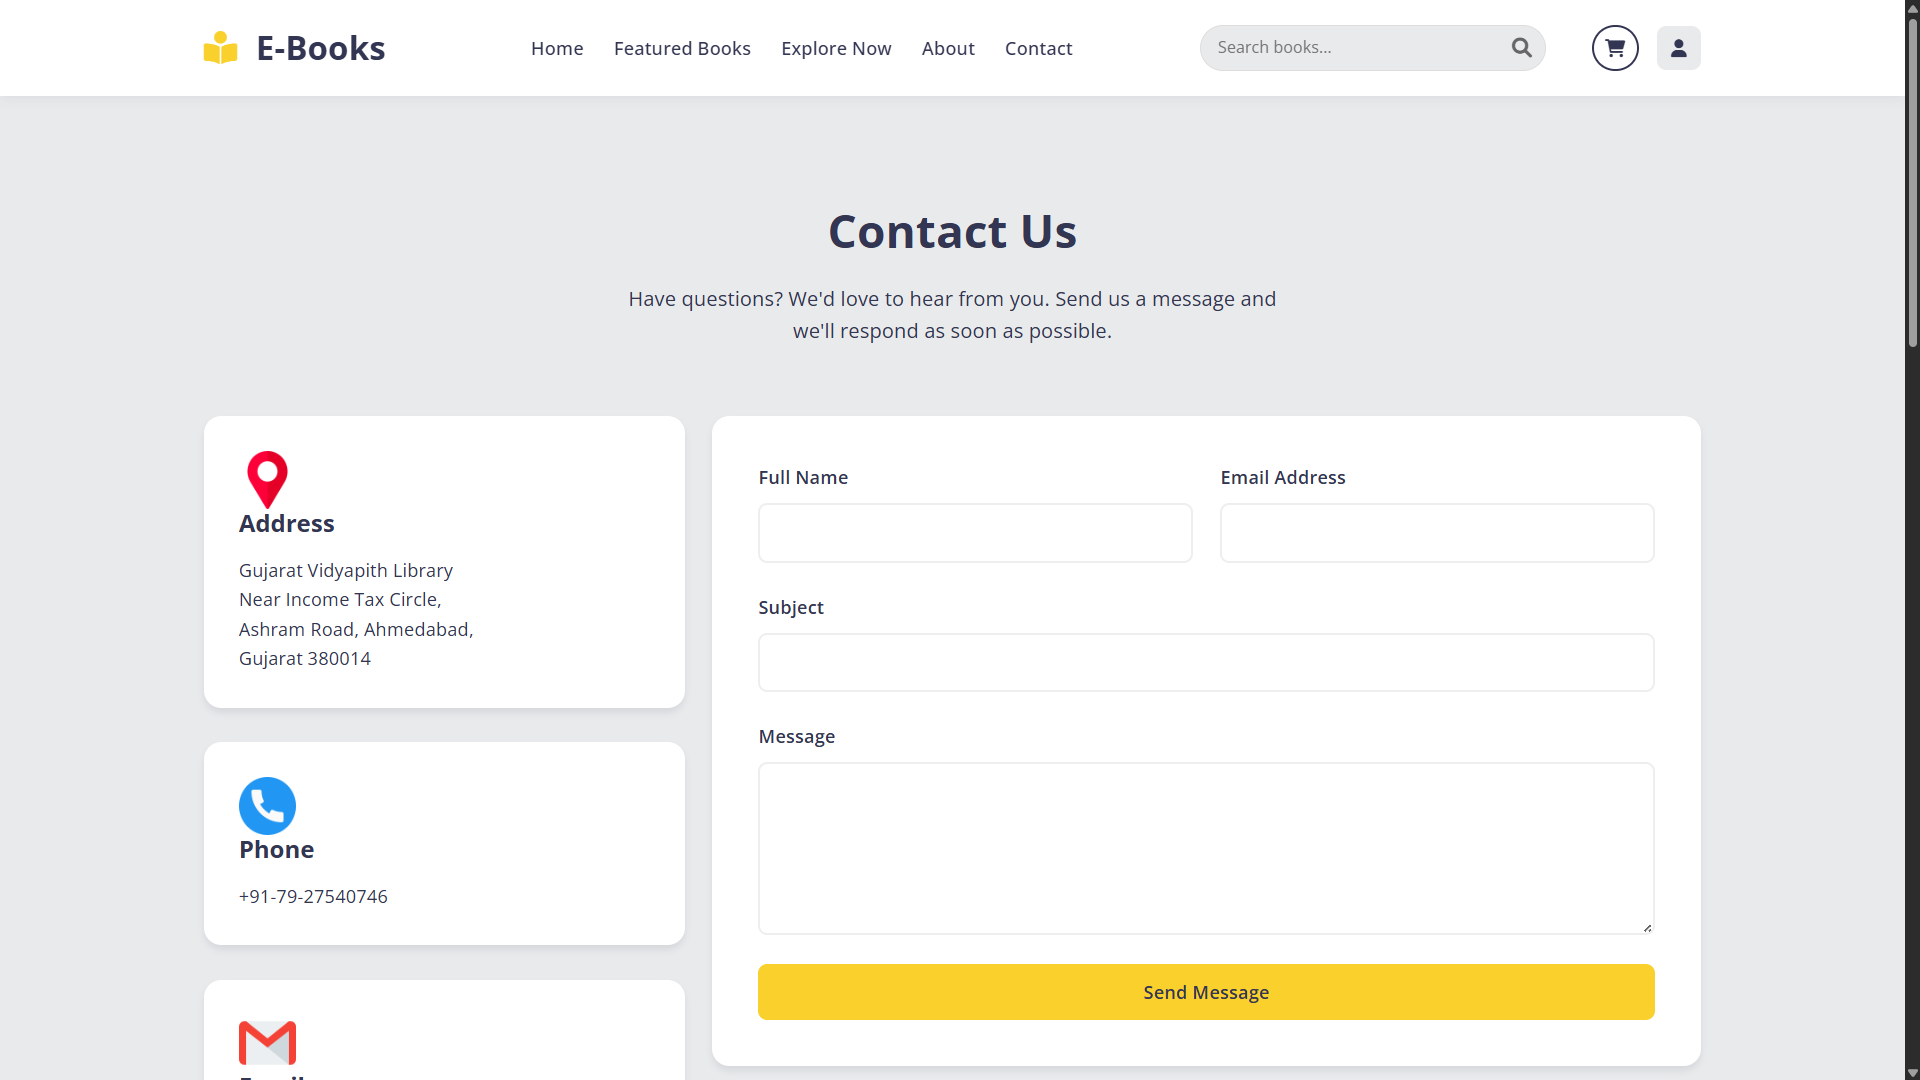 E-Books
Home
Featured Books
Explore Now
About
Contact
Search books...
Contact Us
Have questions? We'd love to hear from you. Send us a message and
we'll respond as soon as possible.
Address
Gujarat Vidyapith Library
Near Income Tax Circle,
Ashram Road, Ahmedabad,
Gujarat 380014
Phone
+91-79-27540746
Full Name
Email Address
Subject
Message
Send Message